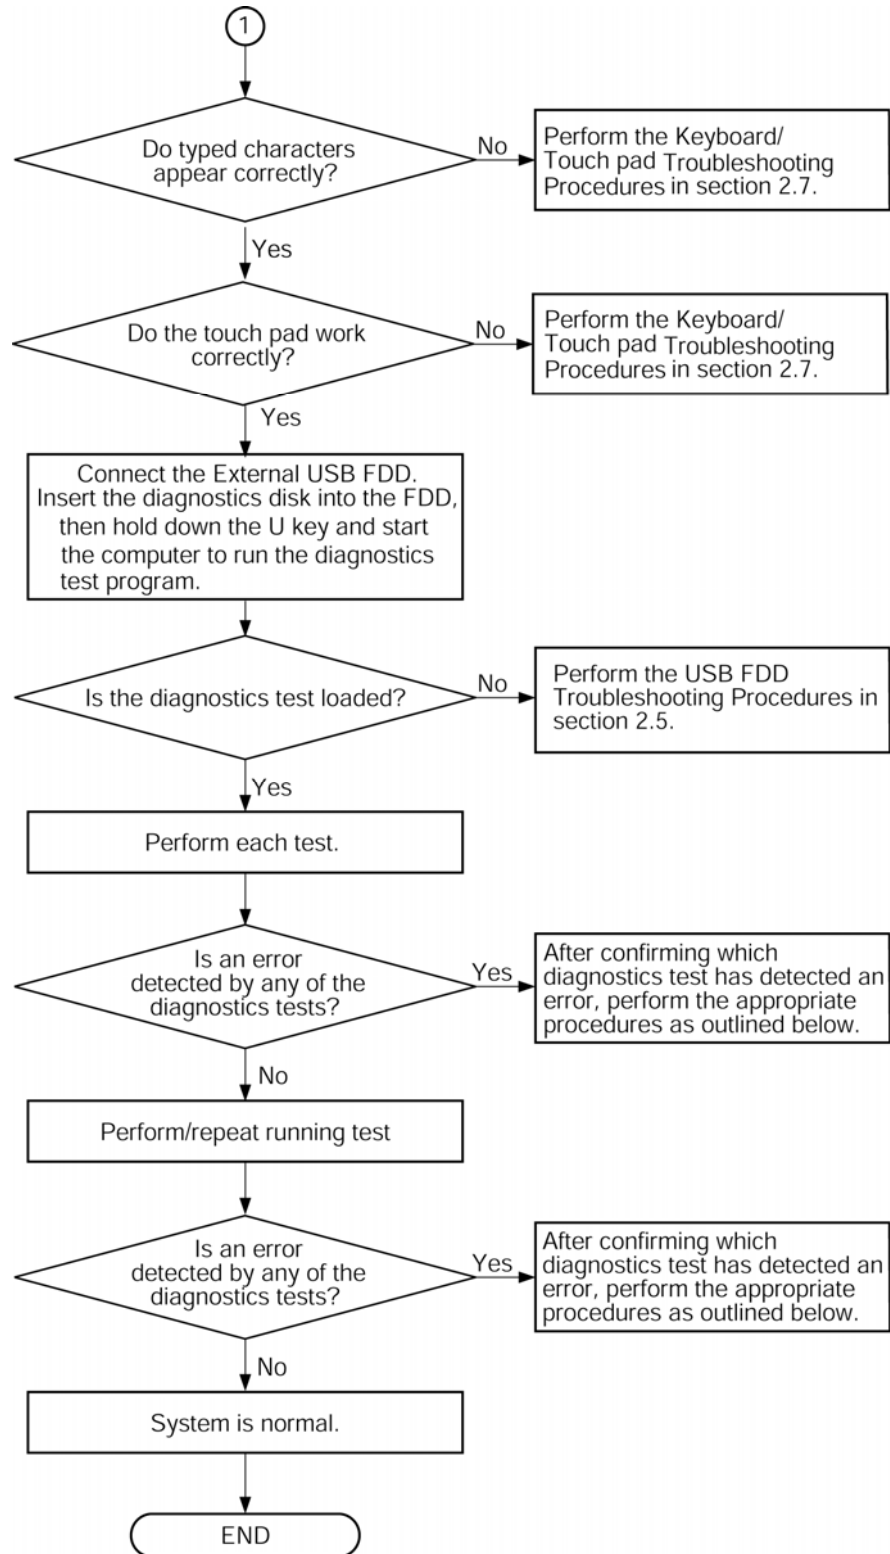 1
Do typed characters
appear correctly?
No
Perform the Keyboard/
Touch pad Troubleshooting
Procedures in section 2.7.
Yes
Do the touch pad work
correctly?
No
Perform the Keyboard/
Touch pad Troubleshooting
Procedures in section 2.7.
Yes
Connect the External USB FDD.
Insert the diagnostics disk into the FDD,
then hold down the U key and start
the computer to run the diagnostics
test program.
Is the diagnostics test loaded?
No
Perform the USB FDD
Troubleshooting Procedures in
section 2.5.
Yes
Perform each test.
Is an error
detected by any of the
diagnostics tests?
Yes
After confirming which
diagnostics test has detected an
error, perform the appropriate
procedures as outlined below.
No
Perform/repeat running test
Is an error
detected by any of the
diagnostics tests?
Yes
After confirming which
diagnostics test has detected an
error, perform the appropriate
procedures as outlined below.
No
System is normal.
END